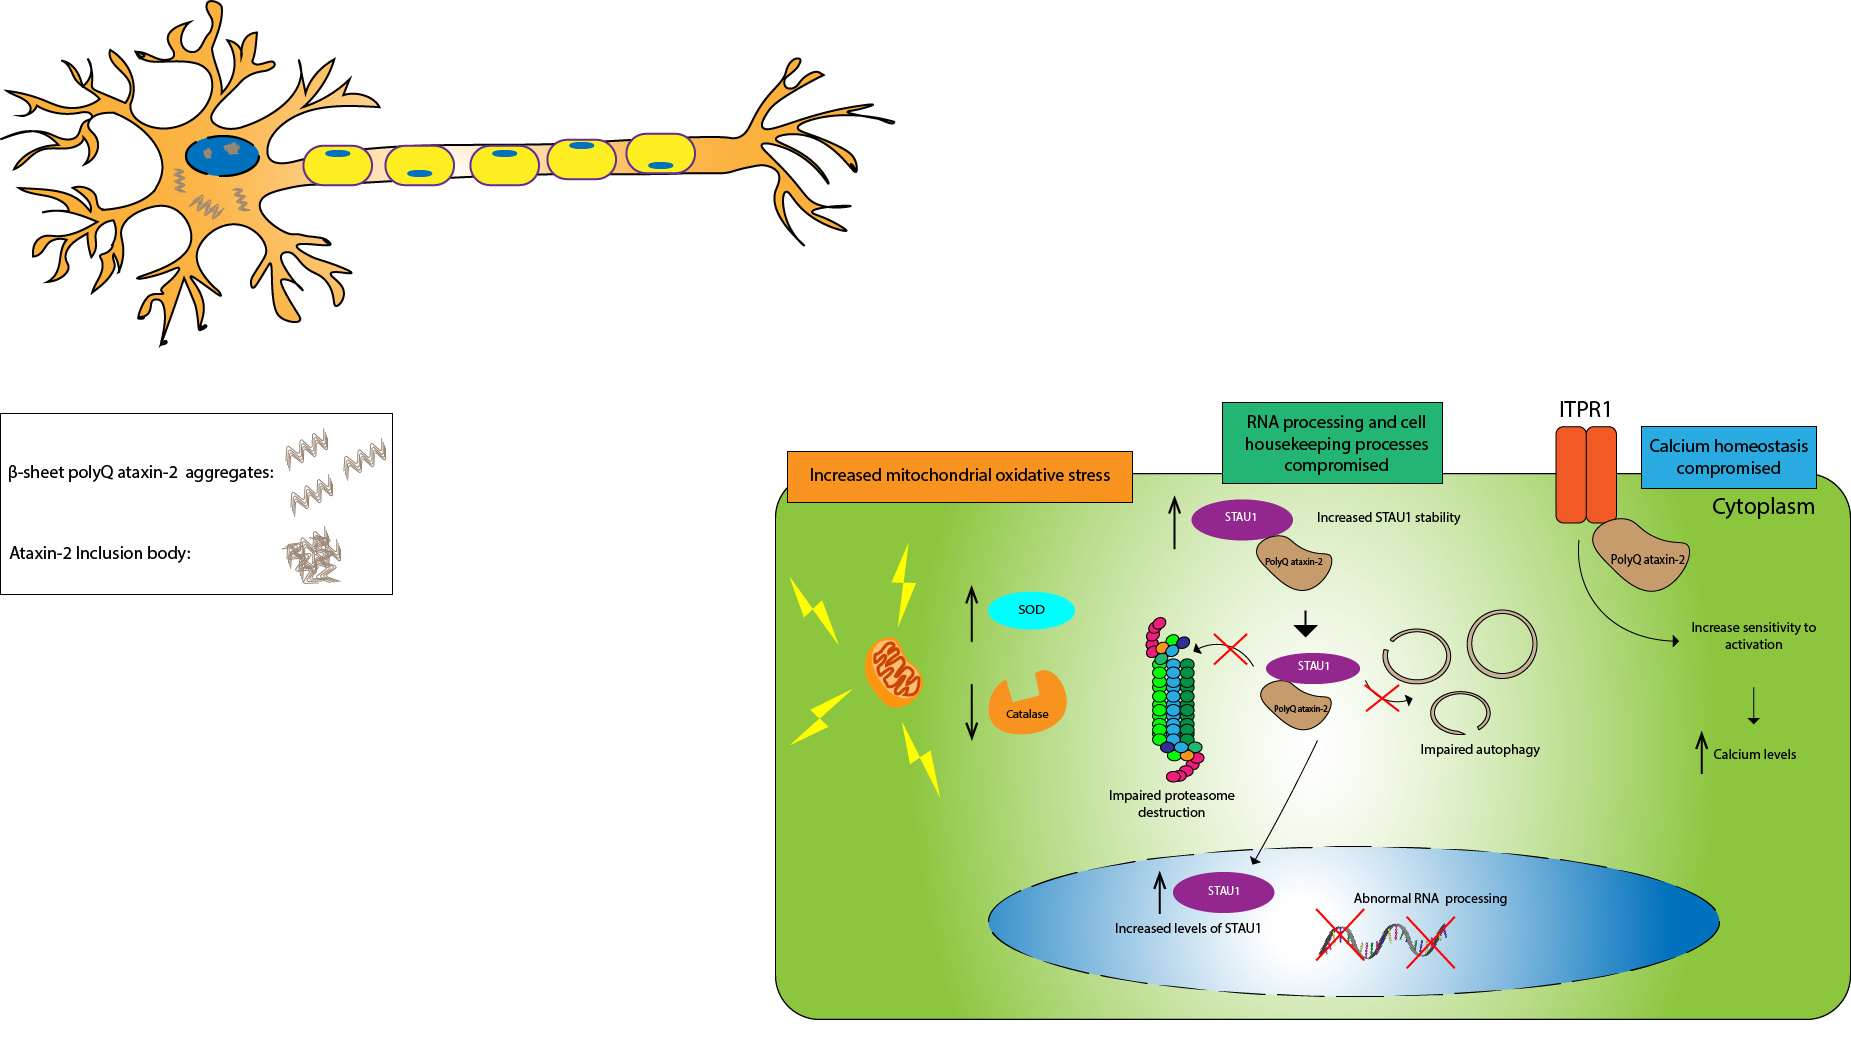 β-sheet polyQ ataxin-2 aggregates:
Ataxin-2 Inclusion body:
Increased mitochondrial oxidative stress
RNA processing and cell
housekeeping processes
compromised
ITPR1
Calcium homeostasis
compromised
Cytoplasm
STAU1
Increased STAU1 stability
PolyQ ataxin-2
PolyQ ataxin-2
SOD
Catalase
STAU1
PolyQ ataxin-2
Increase sensitivity to
activation
Impaired autophagy
Calcium levels
Impaired proteasome
destruction
STAU1
Increased levels of STAU1
Abnormal RNA processing